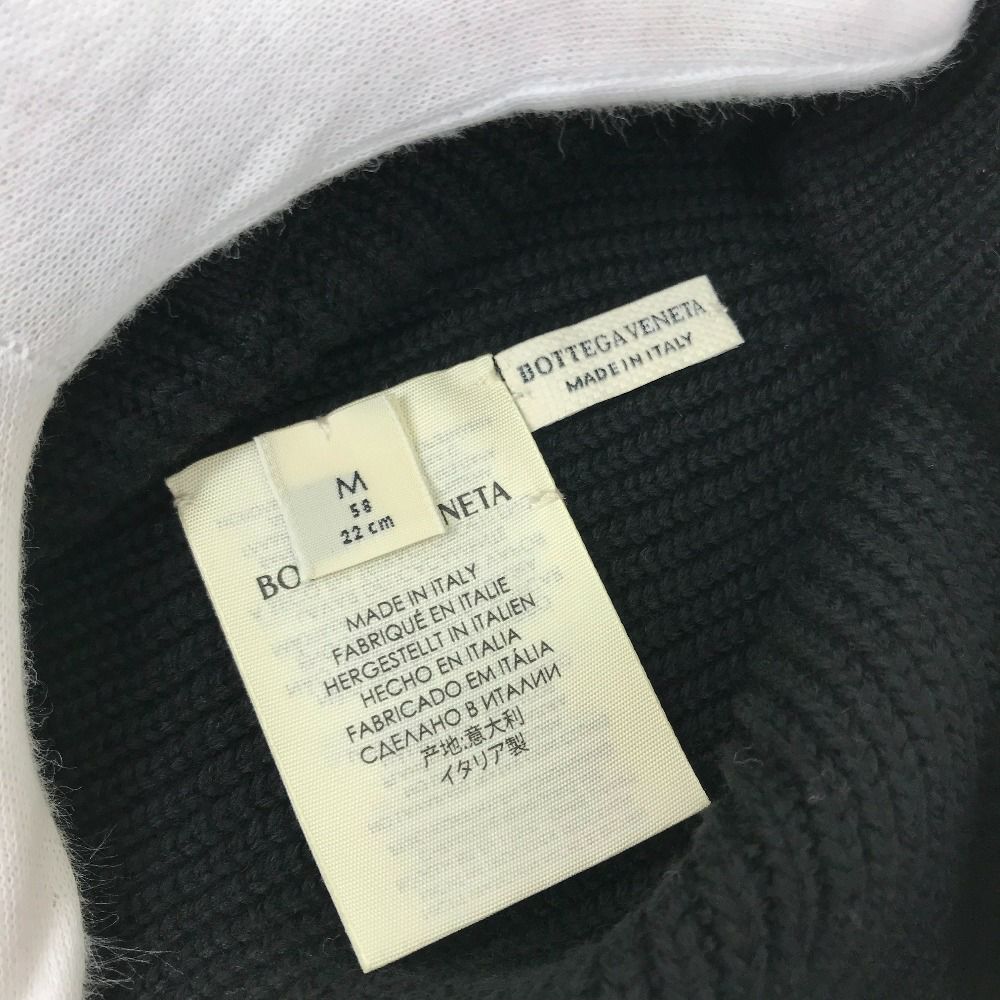 BOTTEGA VENETA
MADE IN ITALY
M
58
22 cm
BO NETA
MADE IN ITALY
FABRIQUÉ EN ITALIE
HERGESTELLT IN ITALIEN
HECHO EN ITALIA
FABRICADO EM ITÁLIA
СДЕЛАНО В ИТАЛИИ
产地:意大利
イタリア製